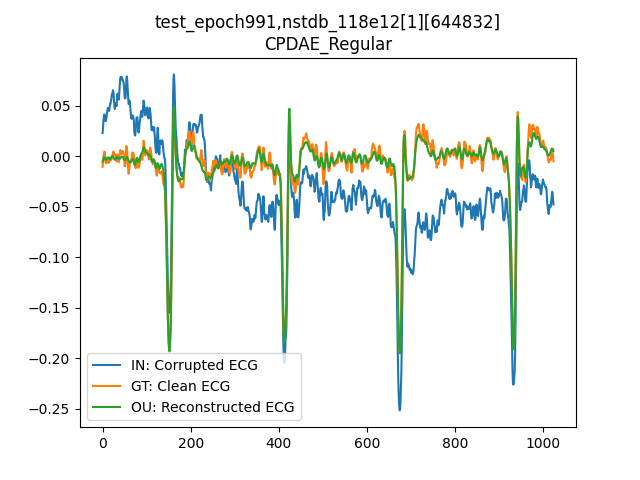 test_epoch991,nstdb_118e12[1][644832]
CPDAE_Regular
0.05
0.00
−0.05
−0.10
−0.15
−0.20
−0.25
IN: Corrupted ECG
GT: Clean ECG
OU: Reconstructed ECG
0 200 400 600 800 1000